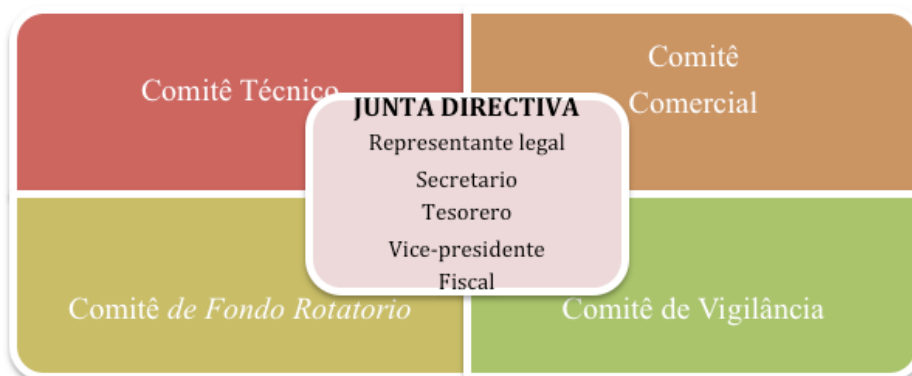 Comitê Técnico
Comitê
Comercial
JUNTA DIRECTIVA
Representante legal
Secretario
Tesorero
Vice-presidente
Fiscal
Comitê de Fondo Rotatorio
Comitê de Vigilância